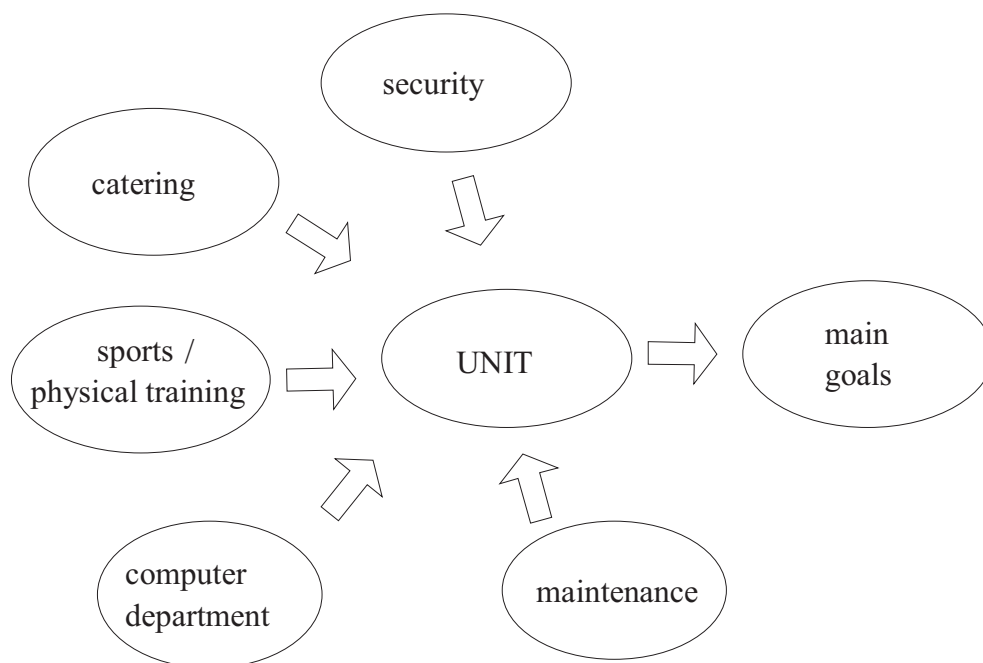 security
catering
sports /
physical training
UNIT
main
goals
computer
department
maintenance